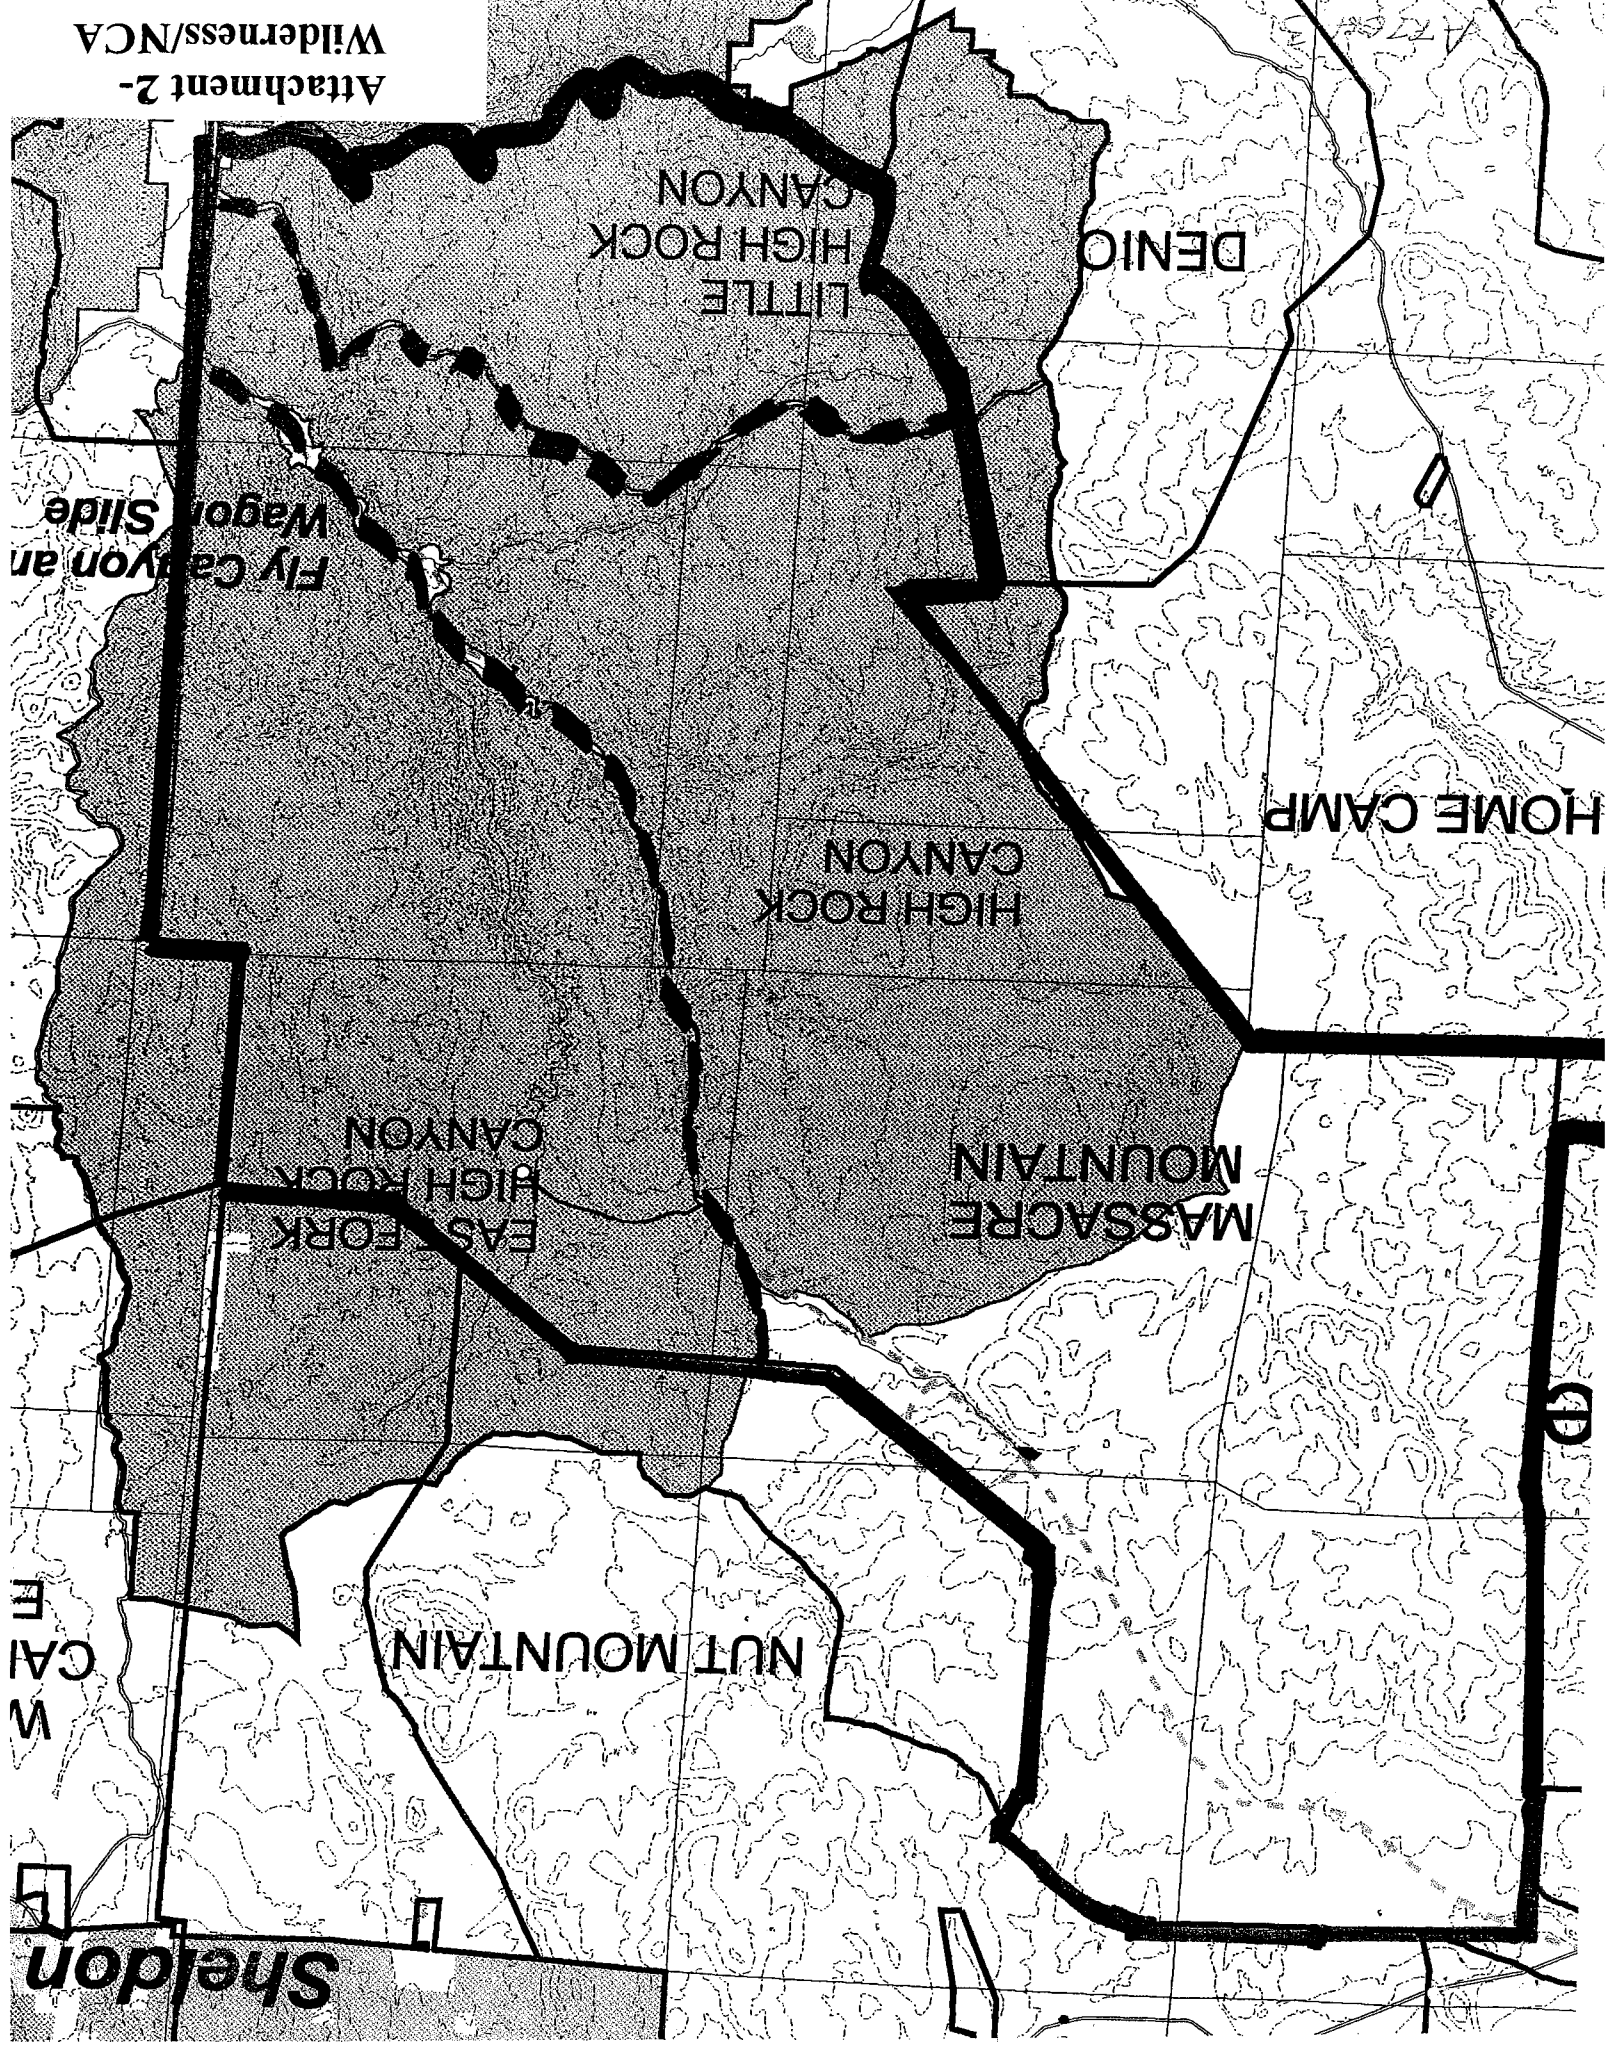 Sheldon
NUT MOUNTAIN
W
CAI
E
MASSACRE
MOUNTAIN
EAST FORK
HIGH ROCK
CANYON
HIGH ROCK
CANYON
HOME CAMP
Fly Canyon an
Wagon Slide
LITTLE
HIGH ROCK
CANYON
DENIO
Attachment 2-
Wilderness/NCA